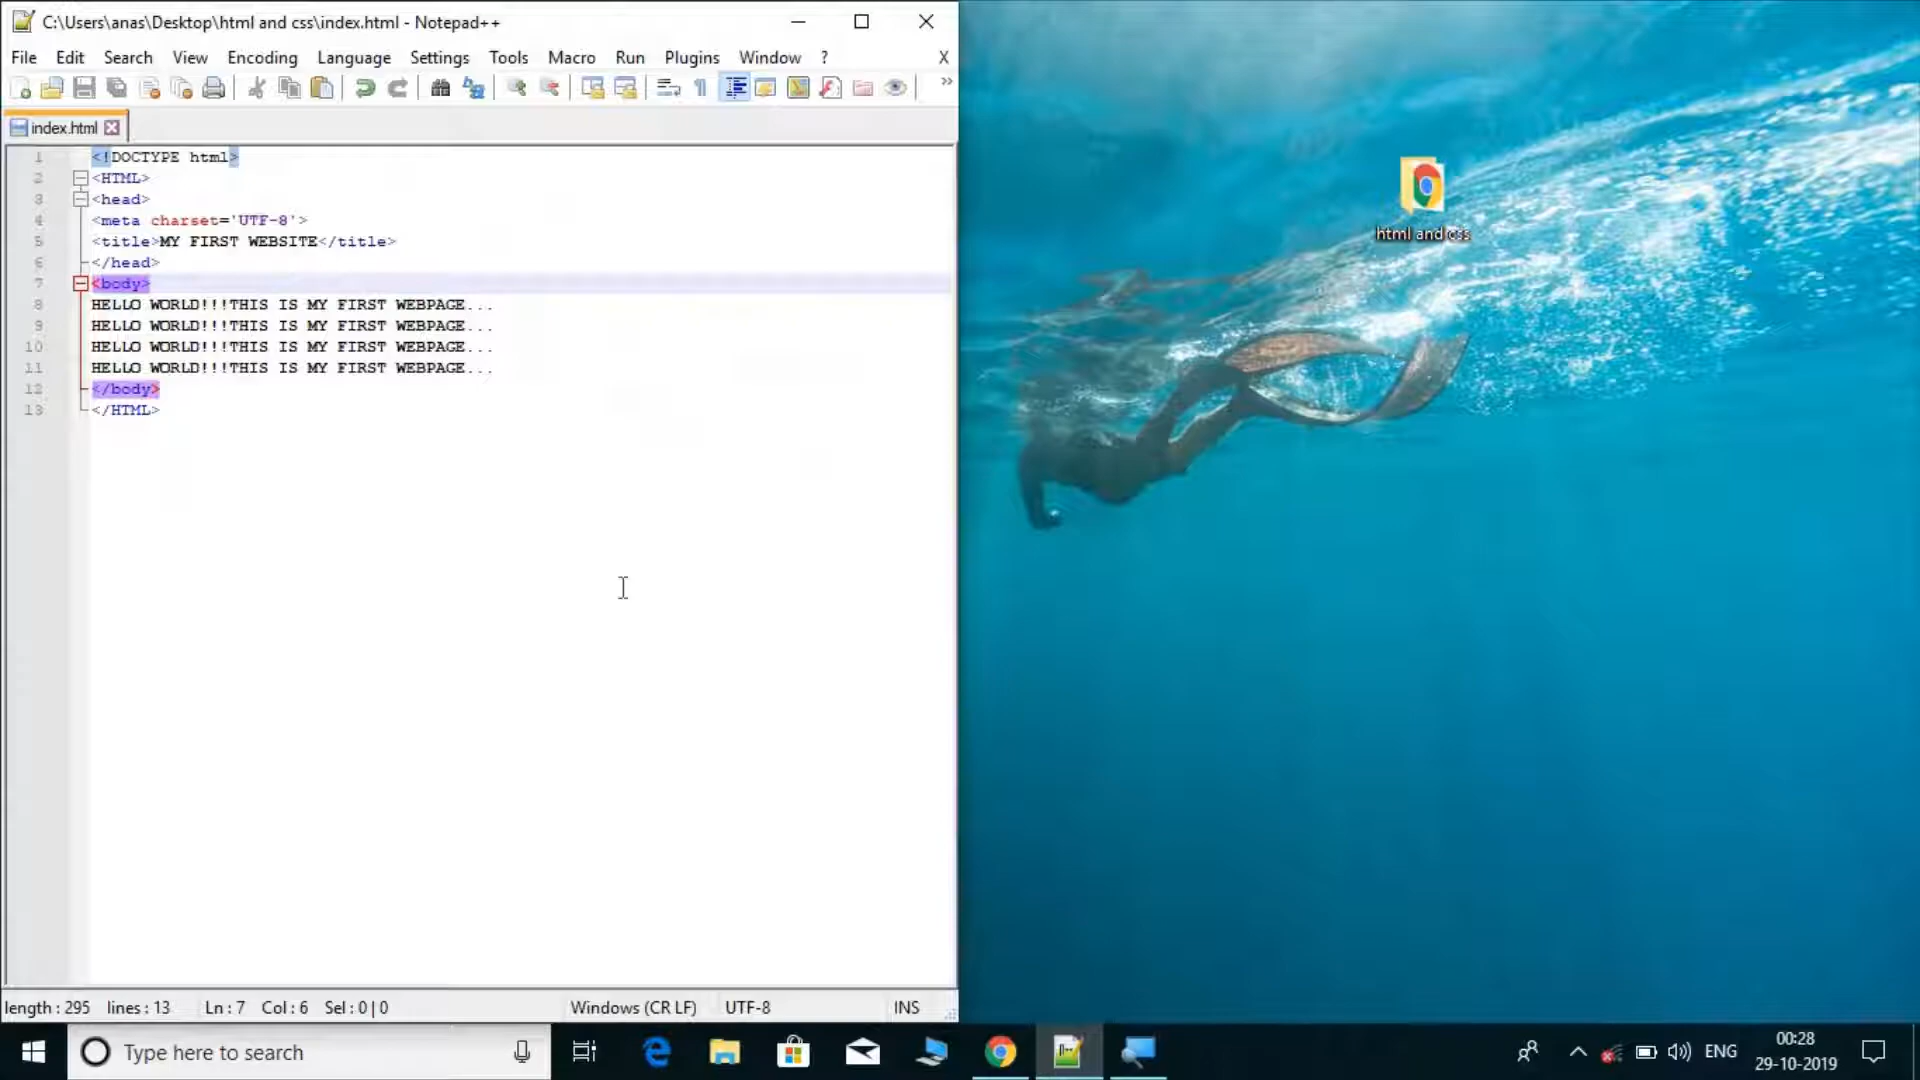 C:\Users\anas\Desktop\html and css\index.html - Notepad++
File Edit Search View Encoding Language Settings Tools Macro Run Plugins Window ? X
index.html
1 <!DOCTYPE html>
2 <HTML>
3 <head>
4 <meta charset='UTF-8'>
5 <title>MY FIRST WEBSITE</title>
6 </head>
7 <body>
8 HELLO WORLD!!!THIS IS MY FIRST WEBPAGE...
9 HELLO WORLD!!!THIS IS MY FIRST WEBPAGE...
10 HELLO WORLD!!!THIS IS MY FIRST WEBPAGE...
11 HELLO WORLD!!!THIS IS MY FIRST WEBPAGE...
12 </body>
13 </HTML>
html and css
length : 295 lines : 13 Ln : 7 Col : 6 Sel : 0 | 0 Windows (CR LF) UTF-8 INS
Type here to search
ENG
00:28
29-10-2019